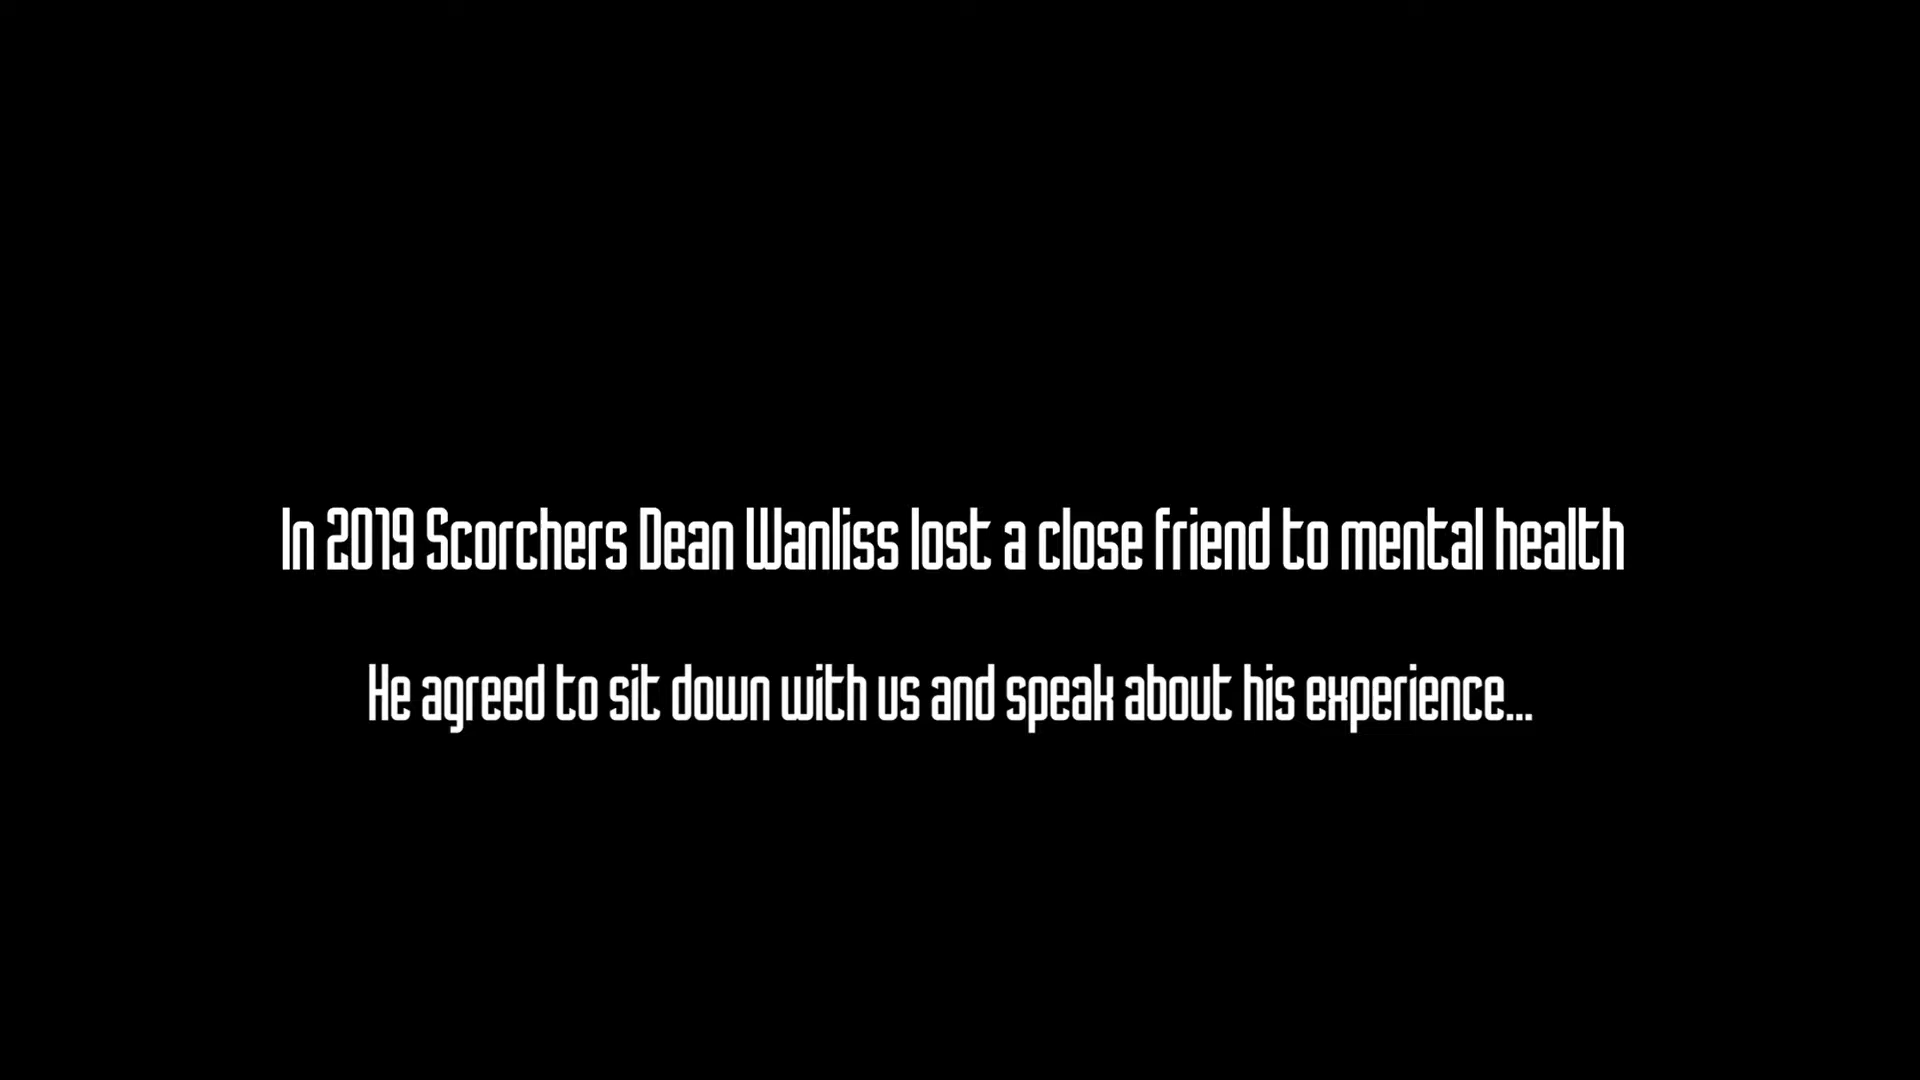 In 2019 Scorchers Dean Wanliss lost a close friend to mental health
He agreed to sit down with us and speak about his experience...